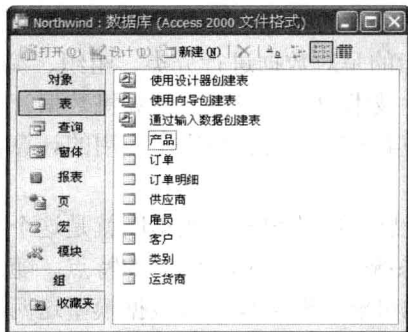 Northwind : 数据库 (Access 2000 文件格式)
打开(O) 设计(D) 新建(N)
对象
表
查询
窗体
报表
页
宏
模块
组
收藏夹
使用设计器创建表
使用向导创建表
通过输入数据创建表
产品
订单
订单明细
供应商
雇员
客户
类别
运货商